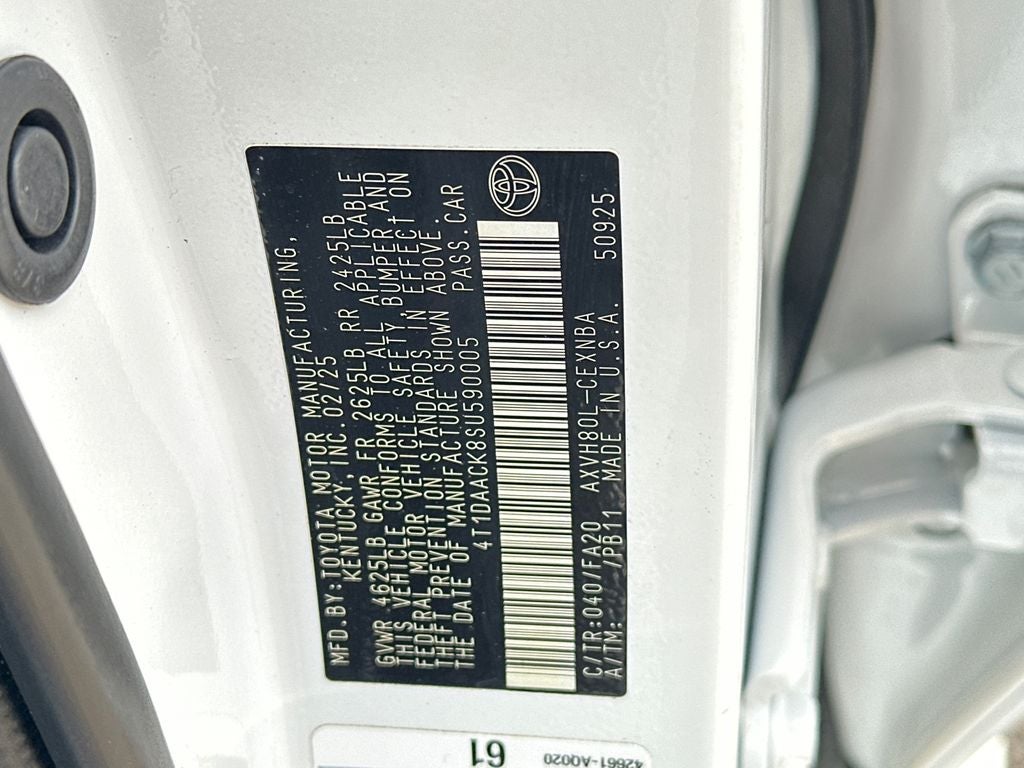 MFD.BY:TOYOTA MOTOR MANUFACTURING,
KENTUCKY, INC. 02/25
GVWR 4625LB GAWR FR 2625LB RR 2425LB
THIS VEHICLE CONFORMS TO ALL APPLICABLE
FEDERAL MOTOR VEHICLE SAFETY,BUMPER,AND
THEFT PREVENTION STANDARDS IN EFFECT ON
THE DATE OF MANUFACTURE SHOWN ABOVE.
4T1DAACK8SU590005 PASS.CAR
C/TR:040/FA20 AXVH80L-CEXNBA
A/TM: /PB11 MADE IN U.S.A. 50925
61
42661-AQ020